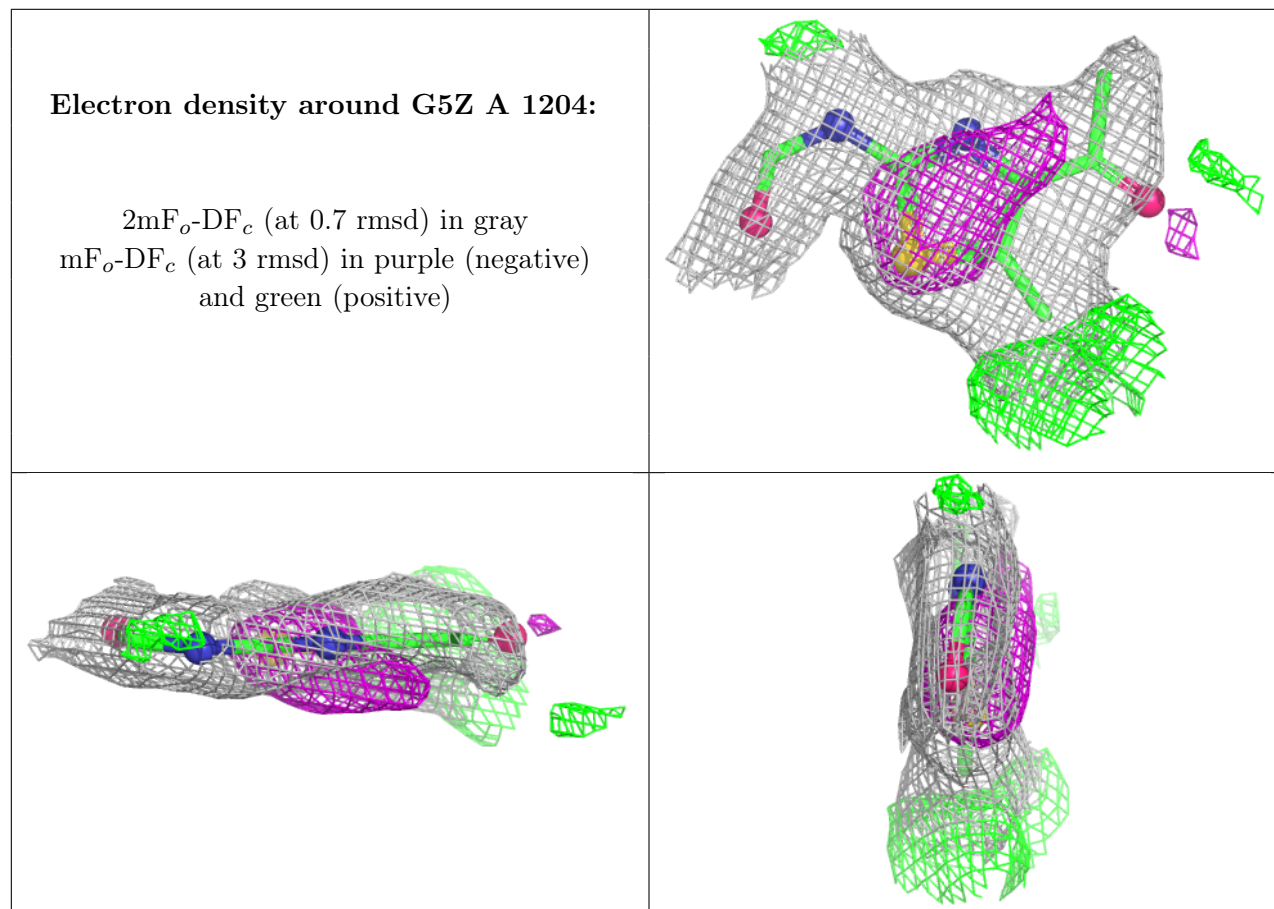 Electron density around G5Z A 1204:
2mFo-DFc (at 0.7 rmsd) in gray
mFo-DFc (at 3 rmsd) in purple (negative)
and green (positive)